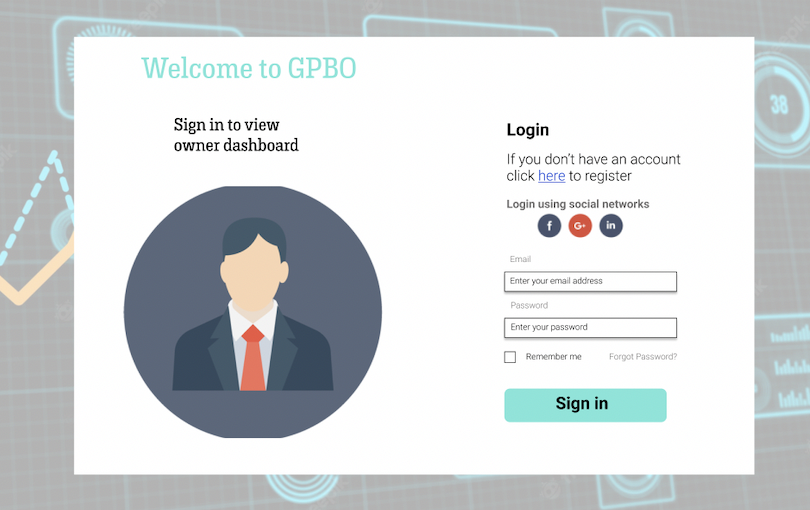 Welcome to GPBO
Sign in to view
owner dashboard
Login
If you don't have an account
click here to register
Login using social networks
f
G+
in
Email
Enter your email address
Password
Enter your password
Remember me
Forgot Password?
Sign in
38